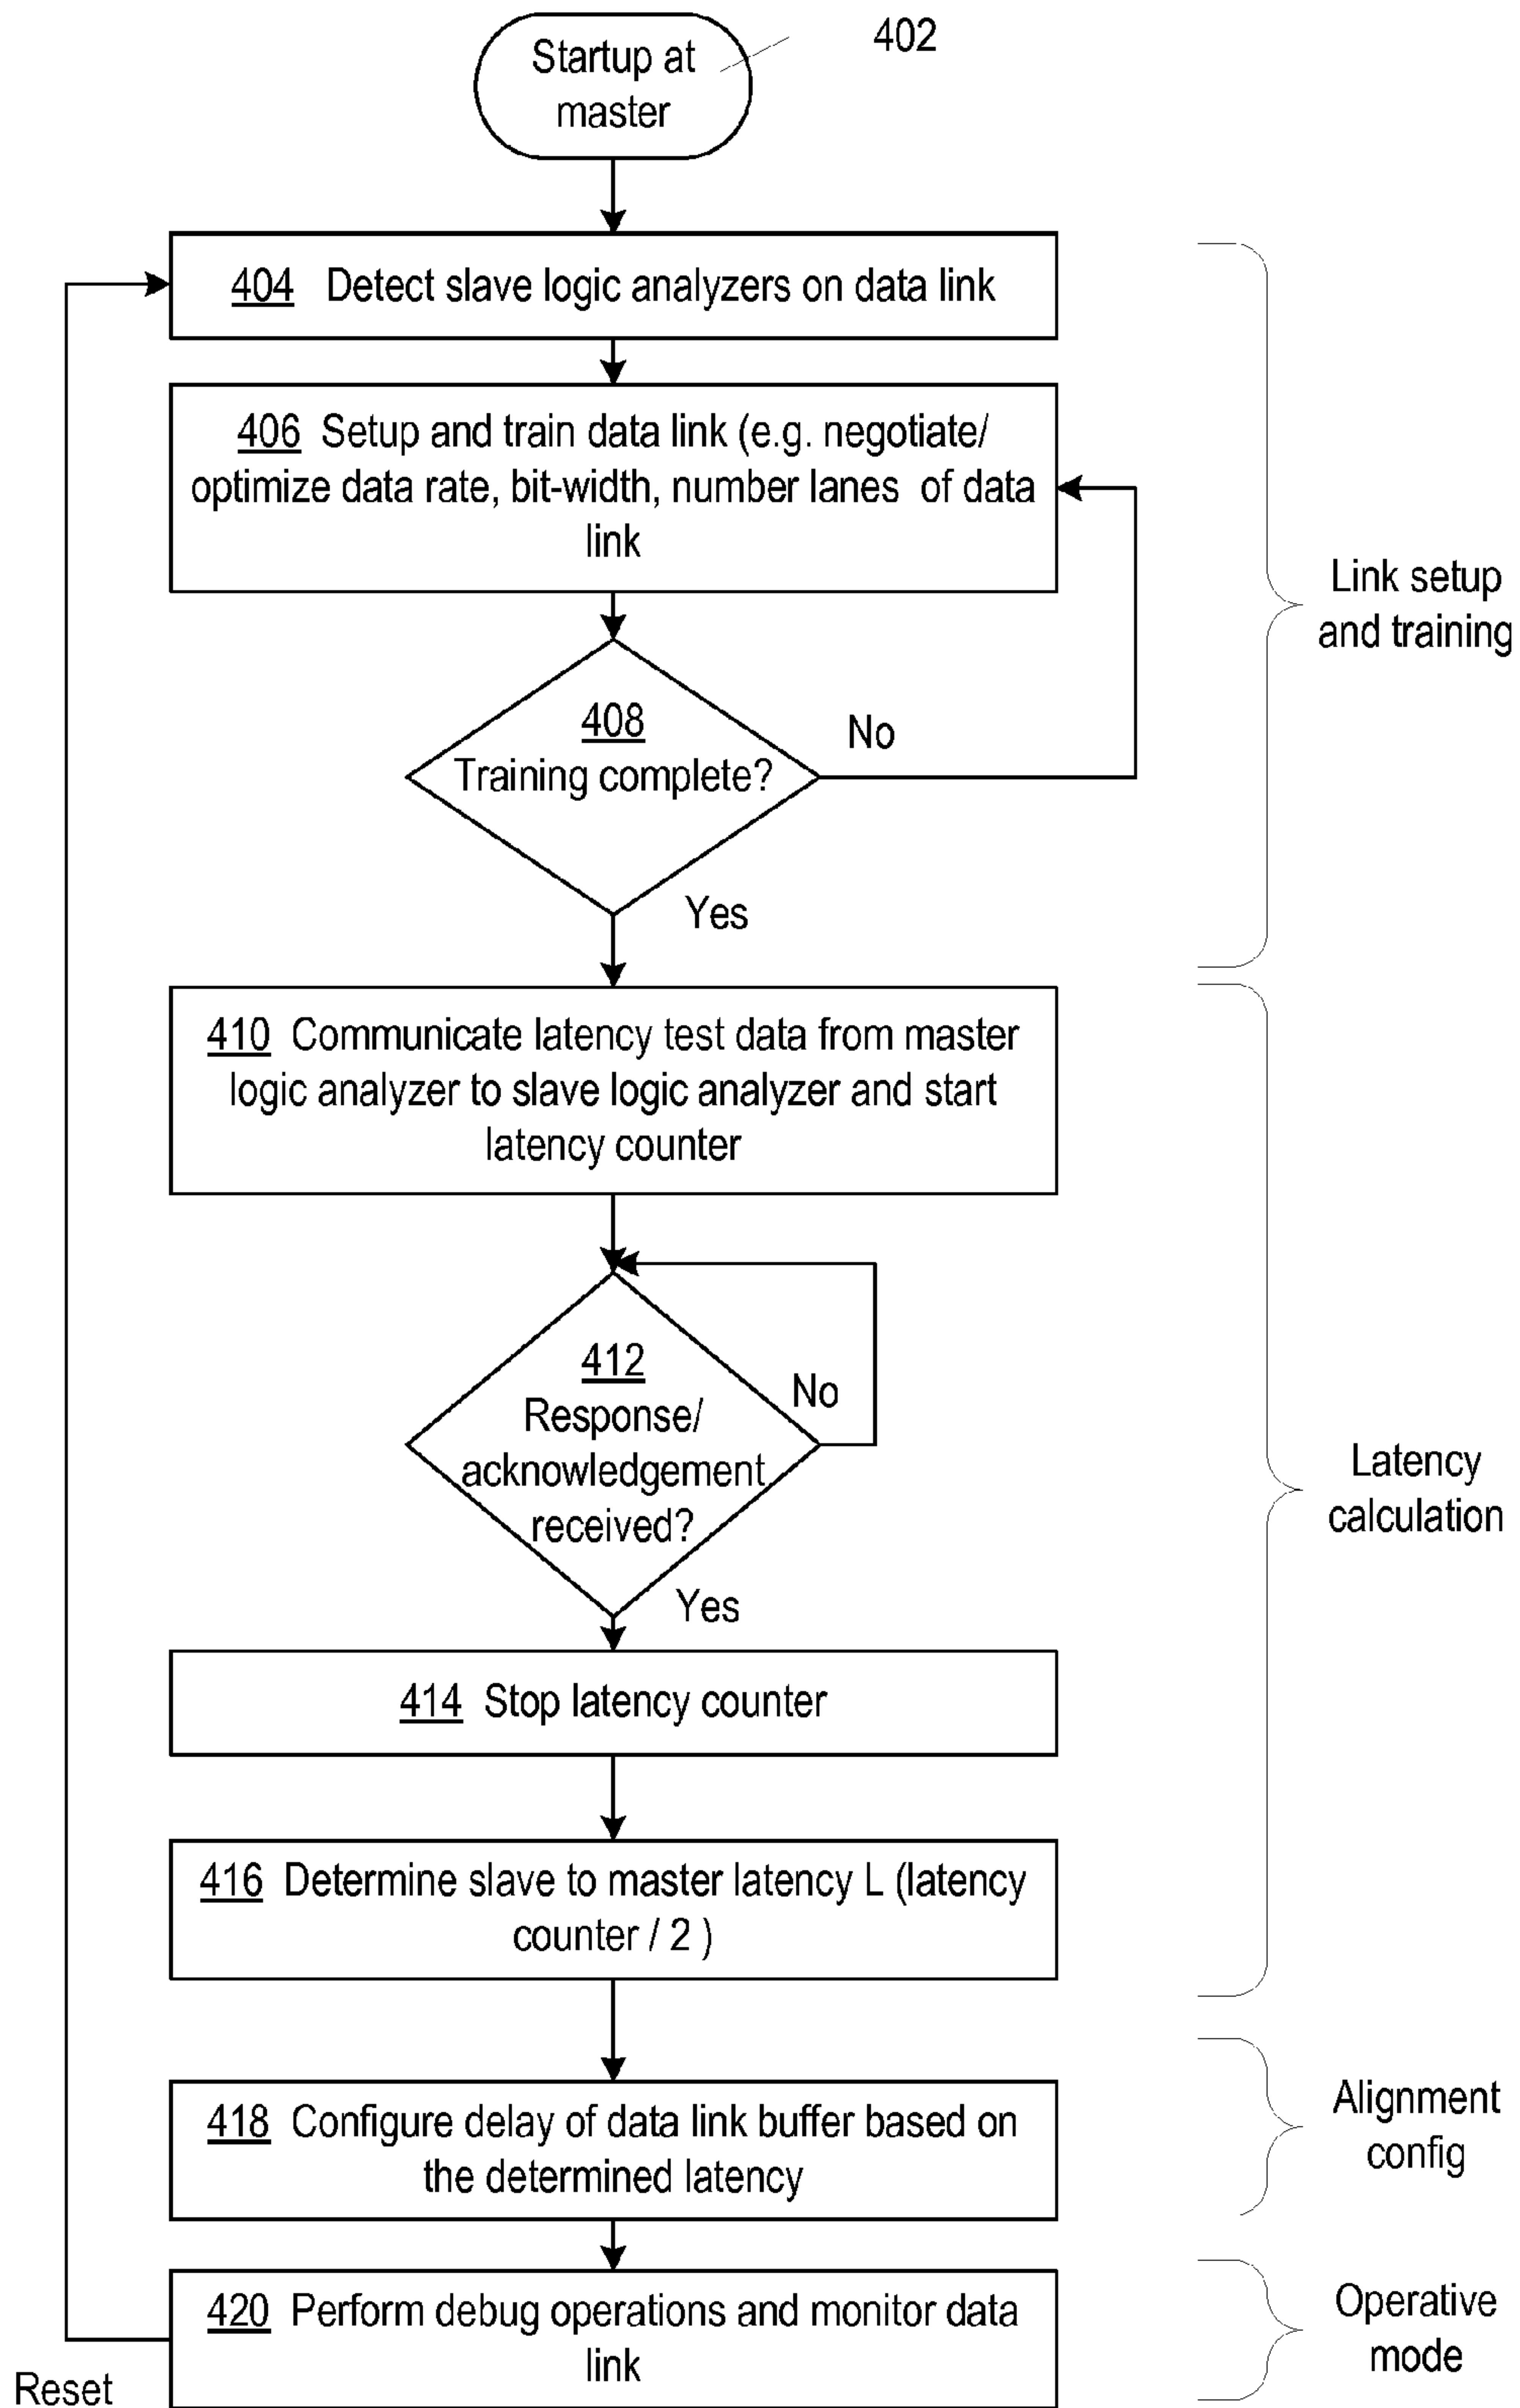 Startup at
master
402
404 Detect slave logic analyzers on data link
406 Setup and train data link (e.g. negotiate/
optimize data rate, bit-width, number lanes of data
link
Link setup
and training
408
Training complete?
No
Yes
410 Communicate latency test data from master
logic analyzer to slave logic analyzer and start
latency counter
412
Response/
acknowledgement
received?
No
Yes
Latency
calculation
414 Stop latency counter
416 Determine slave to master latency L (latency
counter / 2 )
418 Configure delay of data link buffer based on
the determined latency
Alignment
config
420 Perform debug operations and monitor data
link
Operative
mode
Reset